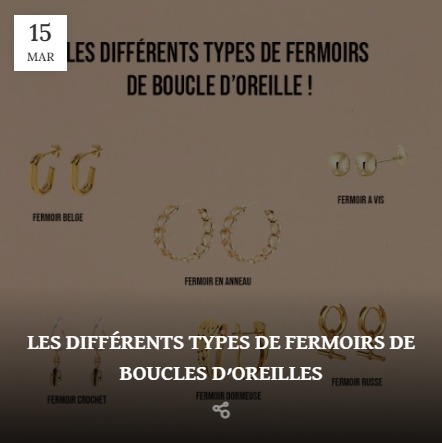 15
MAR
LES DIFFÉRENTS TYPES DE FERMOIRS
DE BOUCLE D'OREILLE !
FERMOIR A VIS
FERMOIR BELGE
FERMOIR EN ANNEAU
LES DIFFÉRENTS TYPES DE FERMOIRS DE
BOUCLES D'OREILLES
FERMOIR RUSSE
FERMOIR DORMEUSE
FERMOIR CROCHET